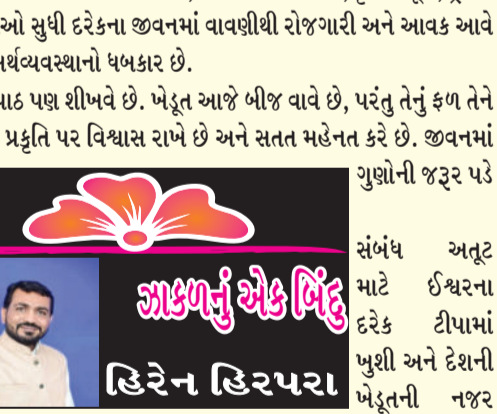 ઓ સુધી દરેકના જીવનમાં વાવણીથી રોજગારી અને આવક આવે
ર્થવ્યવસ્થાનો ધબકાર છે.
પાઠ પણ શીખવે છે. ખેડૂત આજે બીજ વાવે છે, પરંતુ તેનું ફળ તેને
પ્રકૃતિ પર વિશ્વાસ રાખે છે અને સતત મહેનત કરે છે. જીવનમાં
ગુણોની જરૂર પડે
સંબંધ અતૂટ
માટે ઈશ્વરના
દરેક ટીપામાં
ખુશી અને દેશની
ખેડૂતની નજર
ઝાકળનું એક બિંદુ
હિરેન હિરપરા